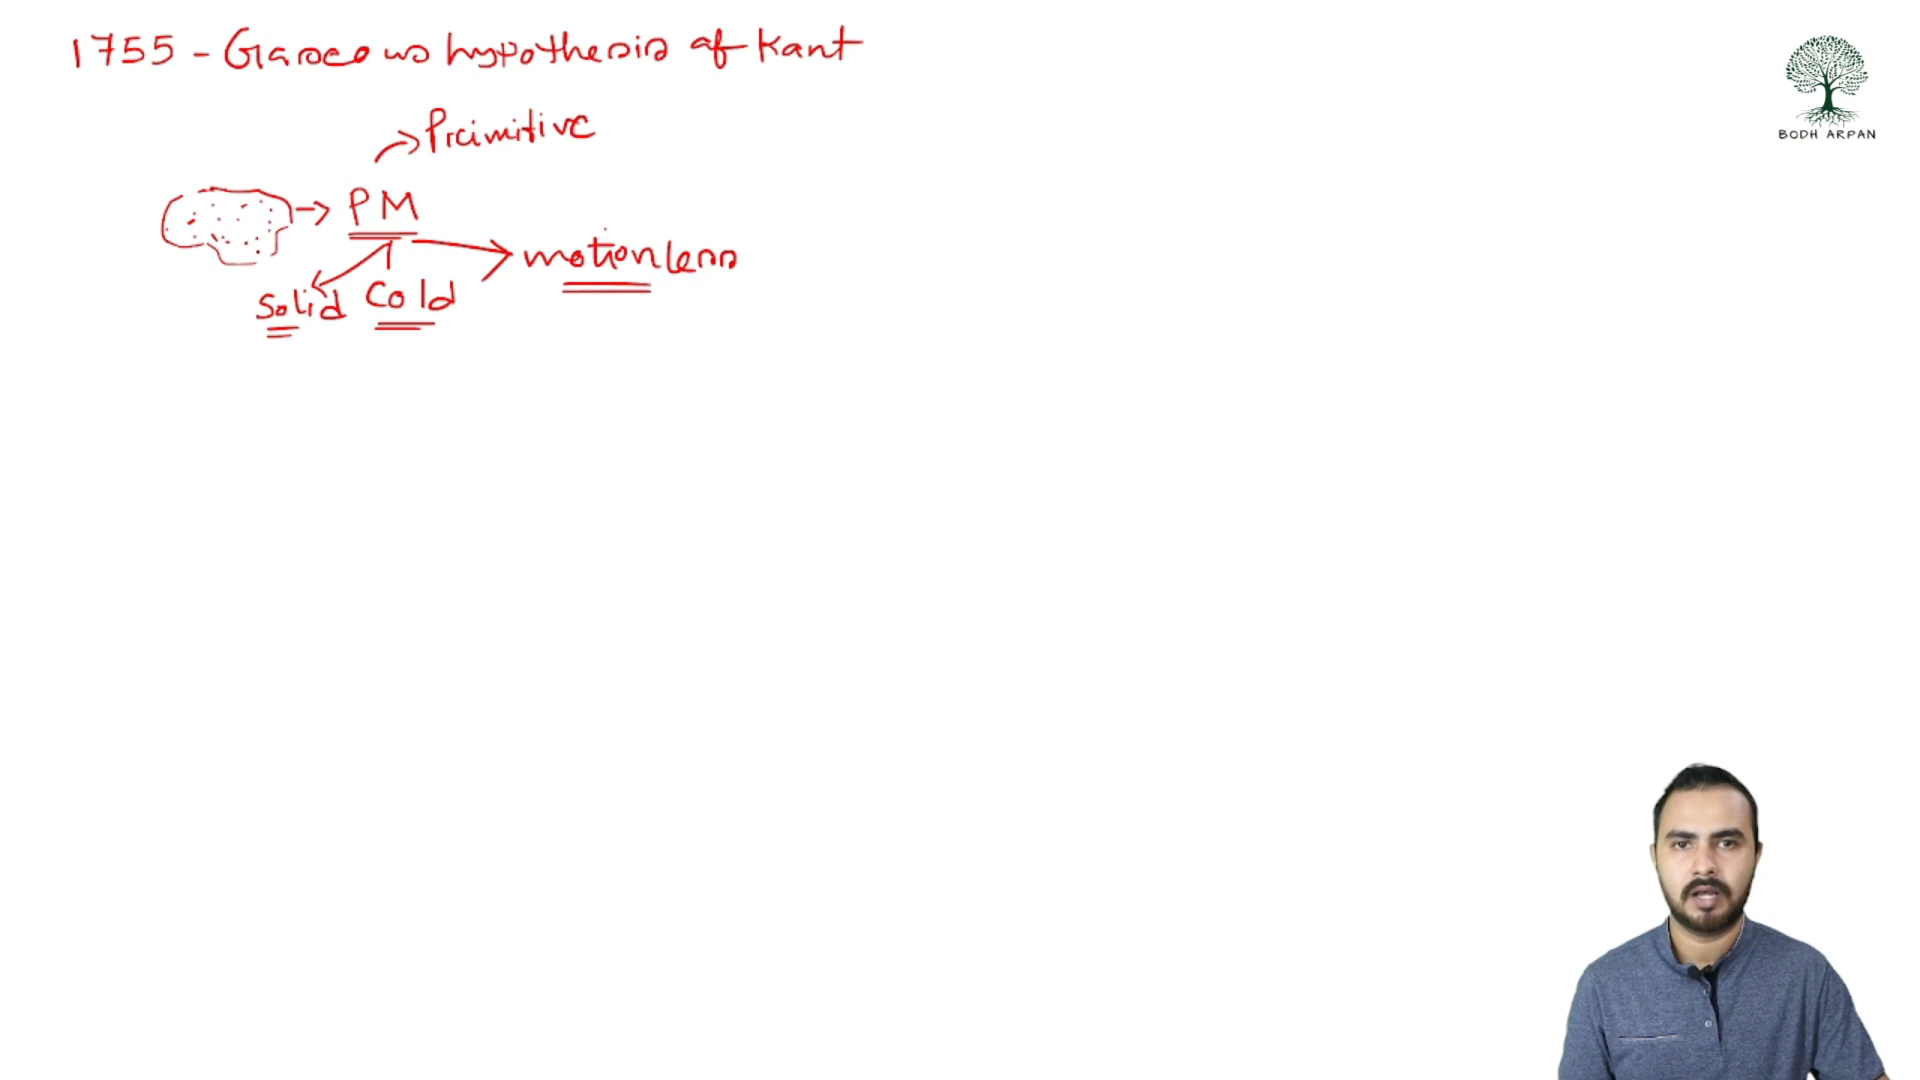 1755 - Gaseous hypothesis of Kant
Primitive
PM
motionless
Solid Cold
BODH ARPAN